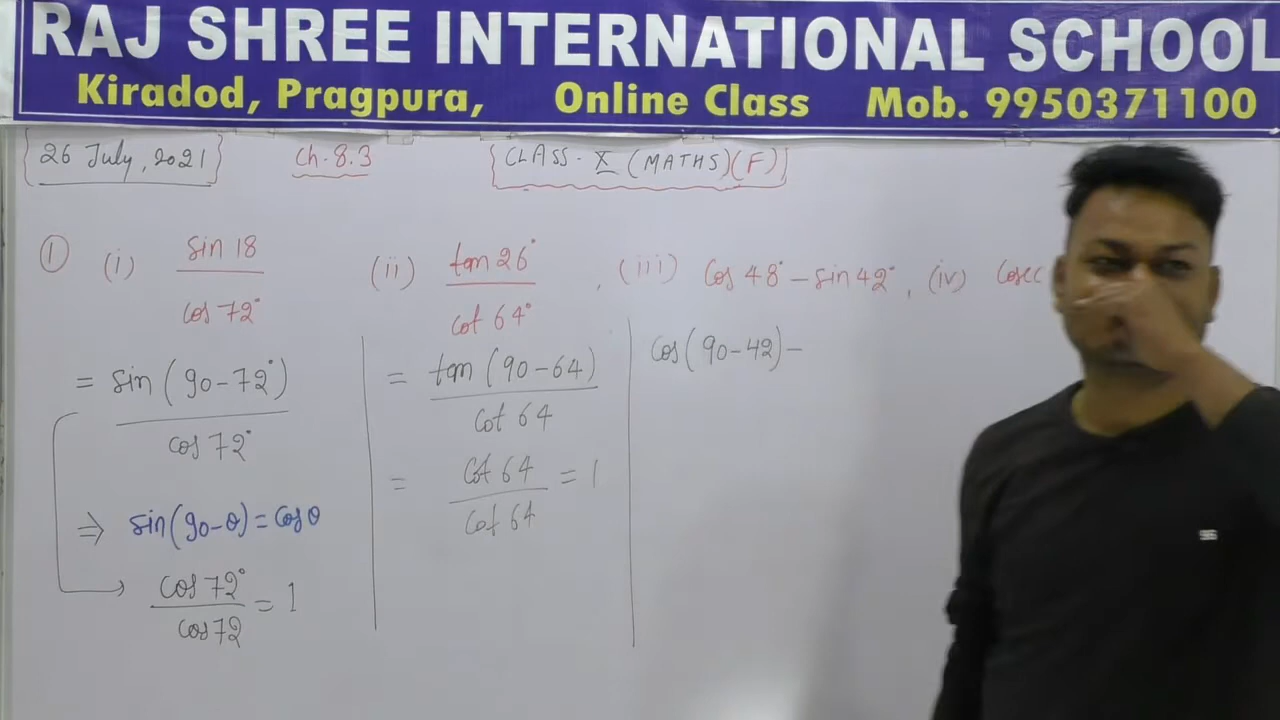 RAJ SHREE INTERNATIONAL SCHOOL
Kiradod, Pragpura, Online Class Mob. 9950371100
26 July, 2021 Ch-8.3 CLASS-X (MATHS)(F)
① (i) sin 18 / cos 72° (ii) tan 26° / cot 64° , (iii) cos 48° - sin 42° , (iv) cosec
= sin (90-72°) / cos 72°
⇒ sin(90-θ) = cos θ
cos 72° / cos 72 = 1
= tan (90-64) / cot 64
= cot 64 / cot 64 = 1
cos(90-42) -